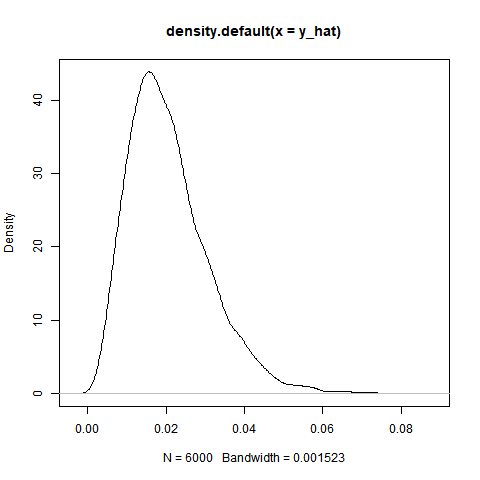 density.default(x = y_hat)
Density
40
30
20
10
0
0.00 0.02 0.04 0.06 0.08
N = 6000 Bandwidth = 0.001523